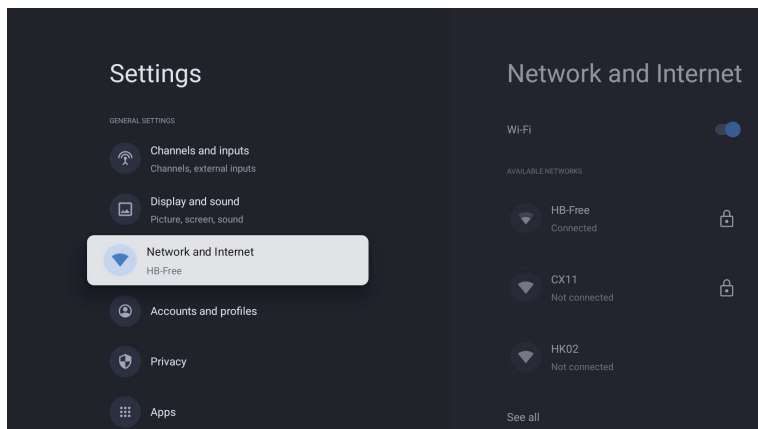 Settings
GENERAL SETTINGS
Channels and inputs
Channels, external inputs
Display and sound
Picture, screen, sound
Network and Internet
HB-Free
Accounts and profiles
Privacy
Apps
Network and Internet
Wi-Fi
AVAILABLE NETWORKS
HB-Free
Connected
CX11
Not connected
HK02
Not connected
See all